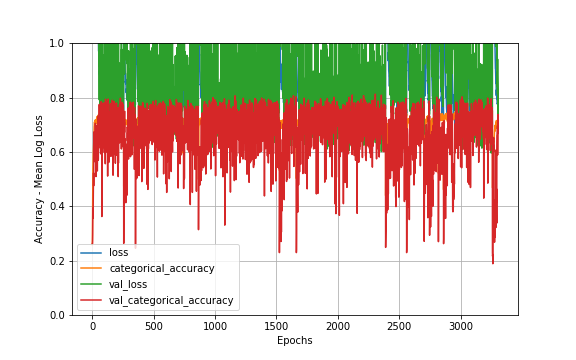 1.0
0.8
0.6
0.4
0.2
0.0
Accuracy - Mean Log Loss
loss
categorical_accuracy
val_loss
val_categorical_accuracy
0 500 1000 1500 2000 2500 3000
Epochs